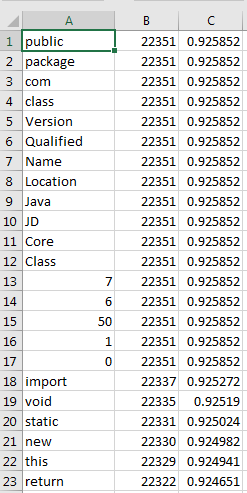 A B C
1 public 22351 0.925852
2 package 22351 0.925852
3 com 22351 0.925852
4 class 22351 0.925852
5 Version 22351 0.925852
6 Qualified 22351 0.925852
7 Name 22351 0.925852
8 Location 22351 0.925852
9 Java 22351 0.925852
10 JD 22351 0.925852
11 Core 22351 0.925852
12 Class 22351 0.925852
13 7 22351 0.925852
14 6 22351 0.925852
15 50 22351 0.925852
16 1 22351 0.925852
17 0 22351 0.925852
18 import 22337 0.925272
19 void 22335 0.92519
20 static 22331 0.925024
21 new 22330 0.924982
22 this 22329 0.924941
23 return 22322 0.924651